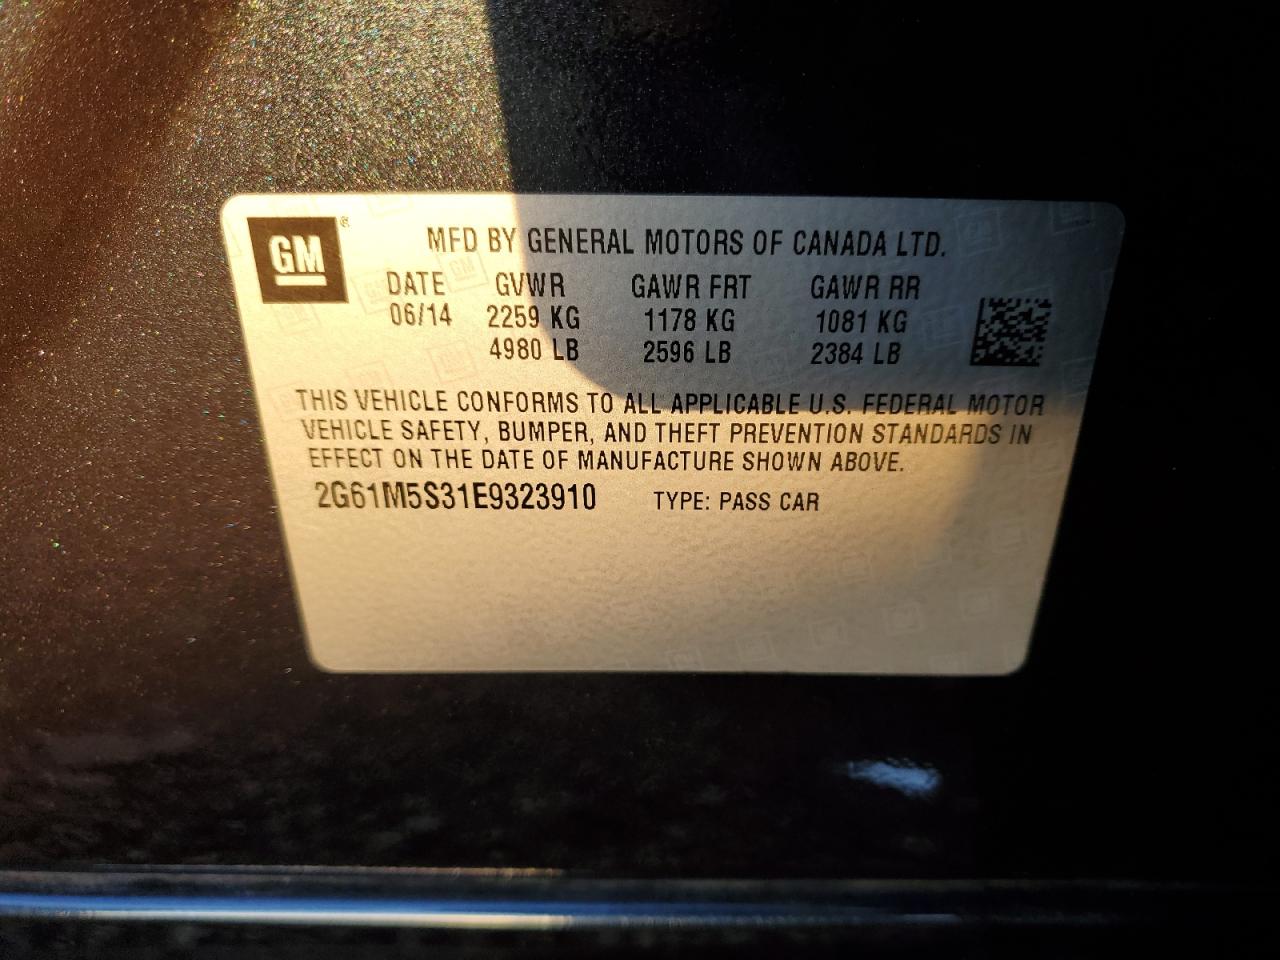 GM ®
MFD BY GENERAL MOTORS OF CANADA LTD.
DATE GVWR GAWR FRT GAWR RR
06/14 2259 KG 1178 KG 1081 KG
4980 LB 2596 LB 2384 LB
THIS VEHICLE CONFORMS TO ALL APPLICABLE U.S. FEDERAL MOTOR
VEHICLE SAFETY, BUMPER, AND THEFT PREVENTION STANDARDS IN
EFFECT ON THE DATE OF MANUFACTURE SHOWN ABOVE.
2G61M5S31E9323910 TYPE: PASS CAR